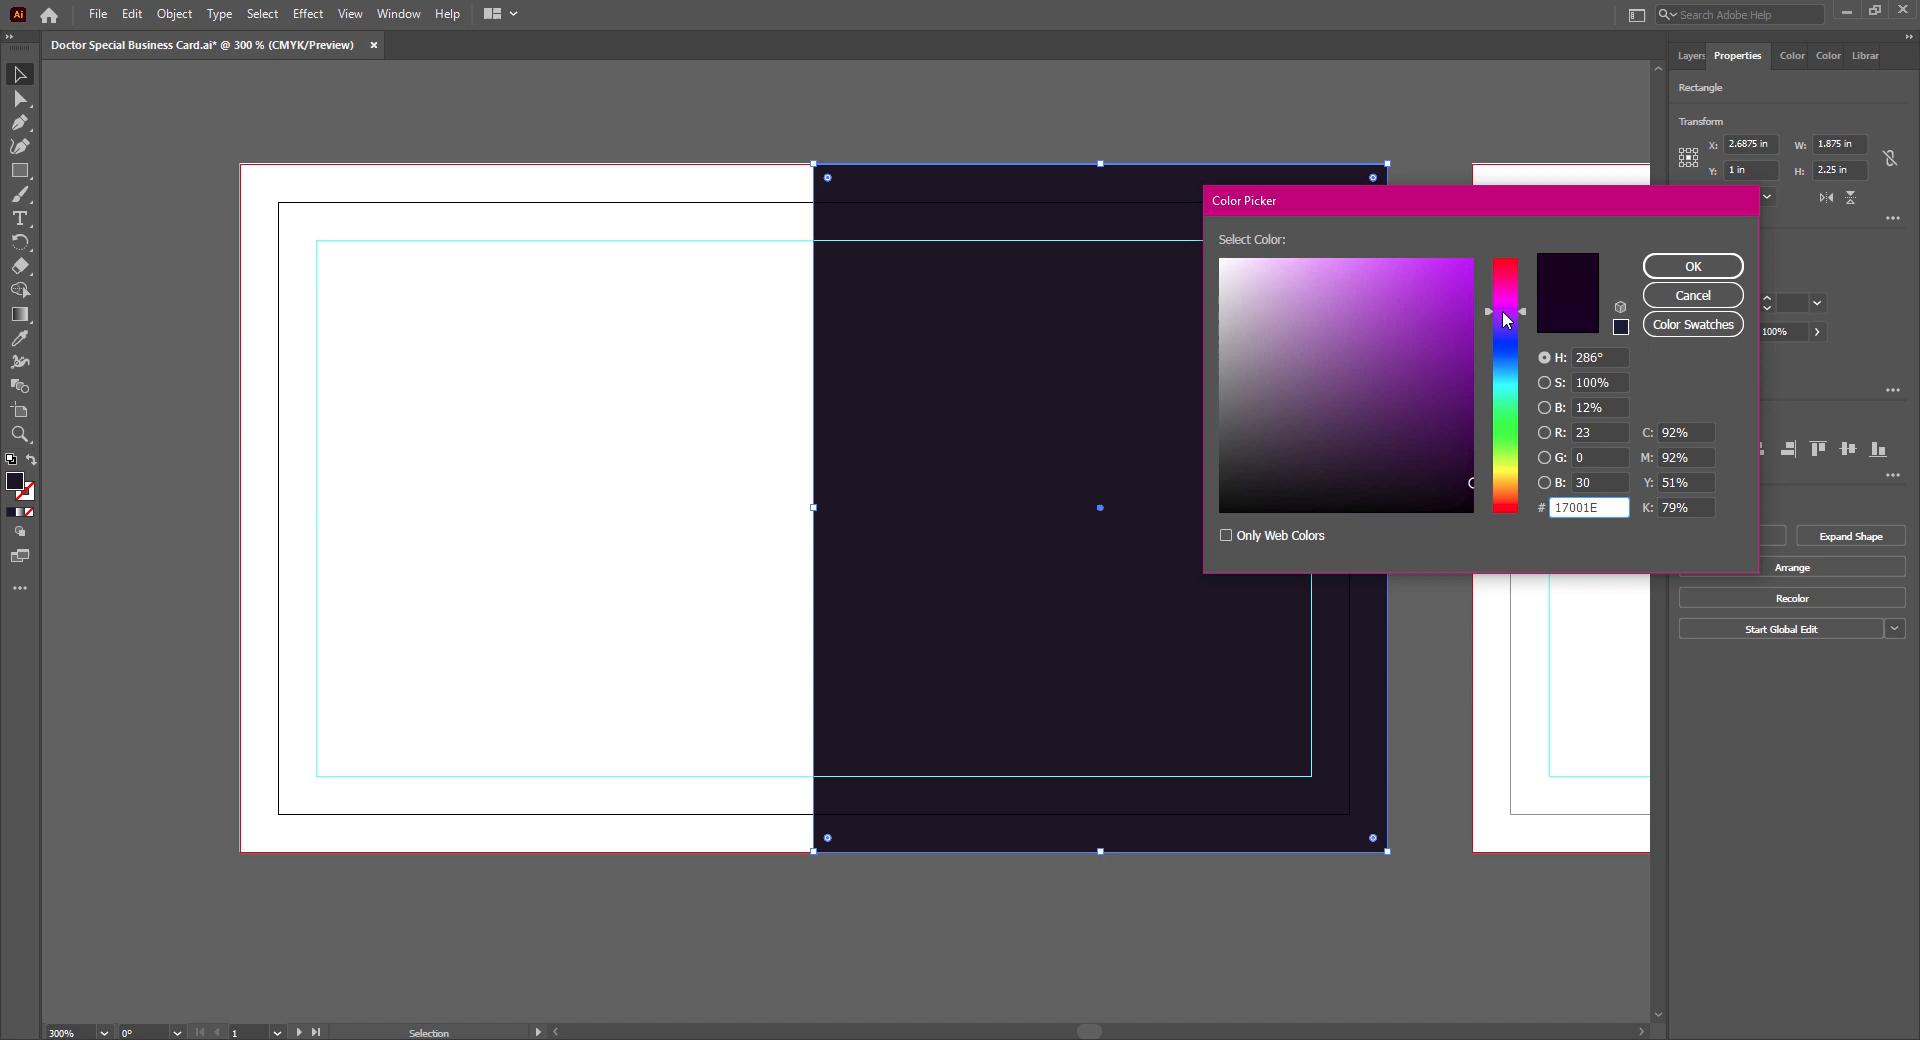 Ai File Edit Object Type Select Effect View Window Help Search Adobe Help
Doctor Special Business Card.ai* @ 300 % (CMYK/Preview) ×
Layers Properties Color Color Librar
Rectangle
Transform
X: 2.6875 in W: 1.875 in
Y: 1 in H: 2.25 in
Color Picker
Select Color:
OK
Cancel
Color Swatches
100%
H: 286°
S: 100%
B: 12%
R: 23 C: 92%
G: 0 M: 92%
B: 30 Y: 51%
# 17001E K: 79%
Only Web Colors
Expand Shape
Arrange
Recolor
Start Global Edit
300% 0° 1 Selection